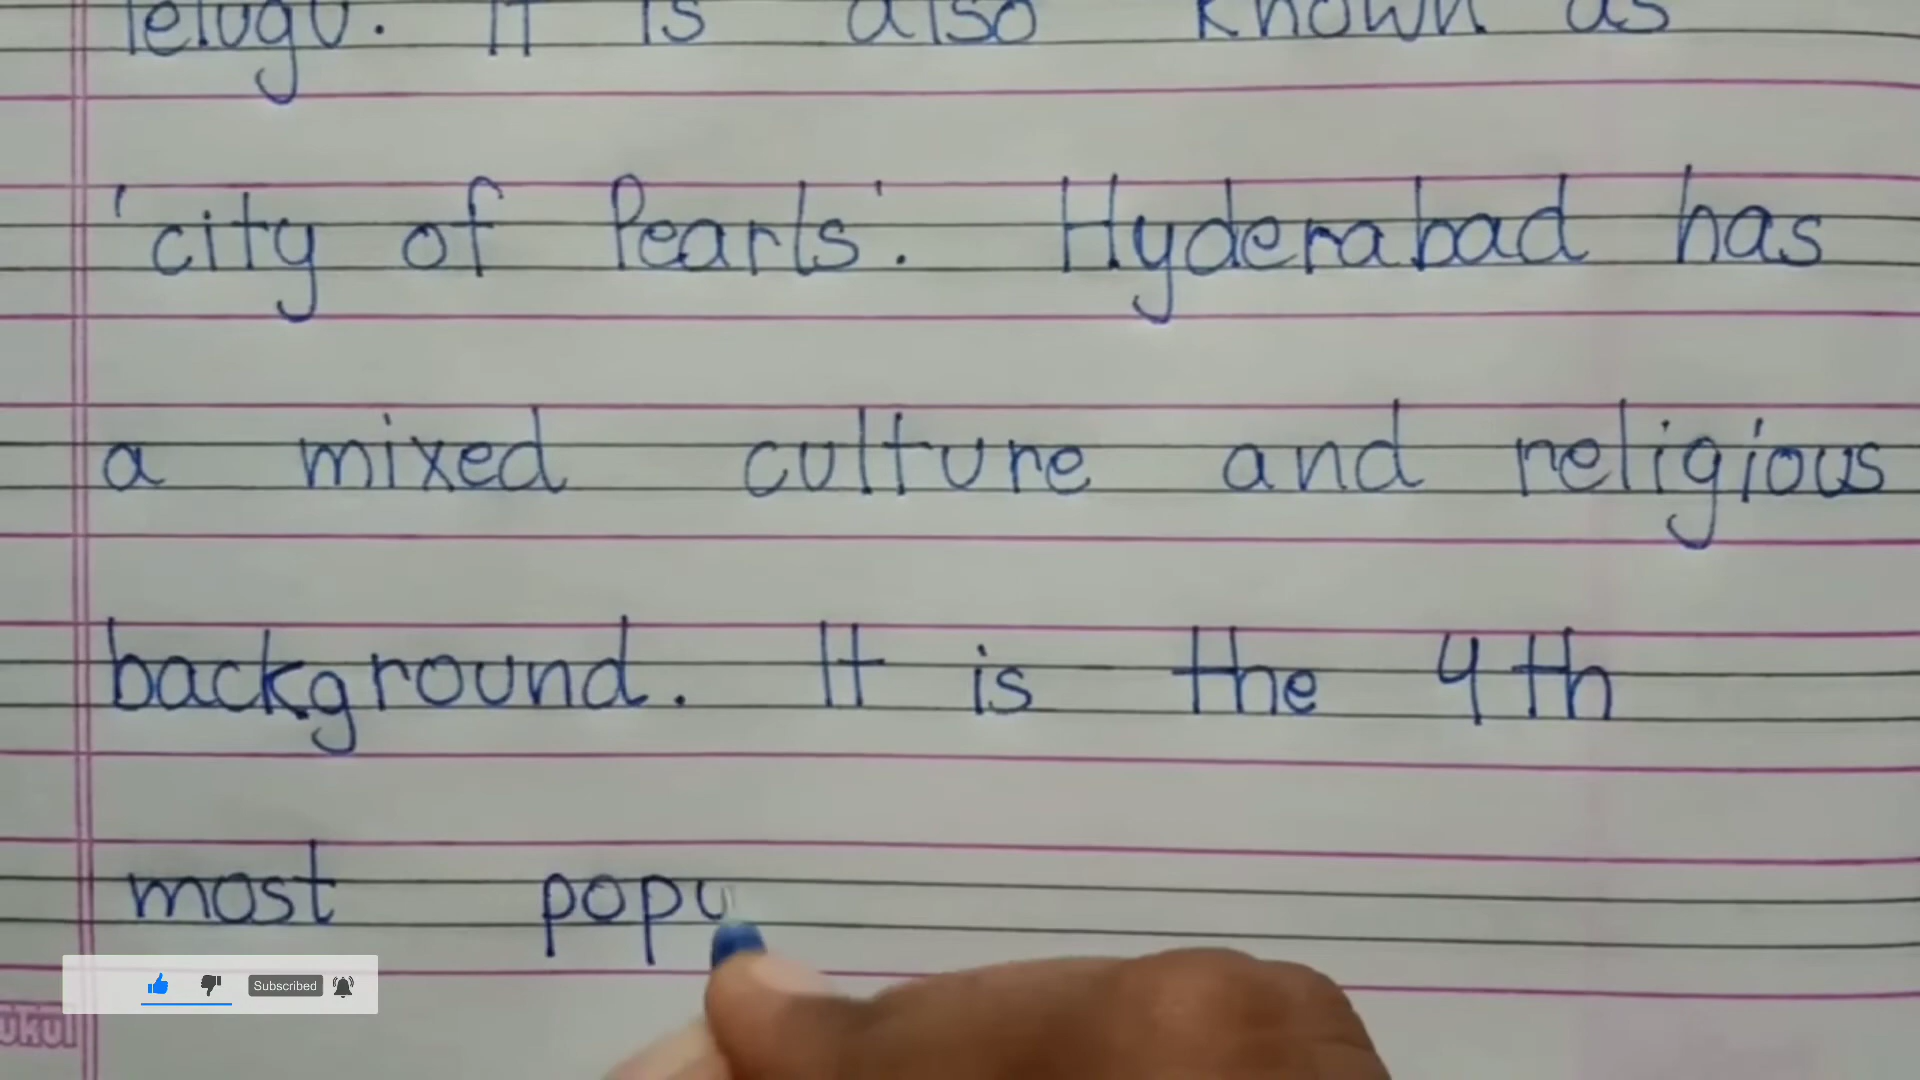 Telugu. It is also known as
'city of Pearls'. Hyderabad has
a mixed culture and religious
background. It is the 4th
most popu
Subscribed